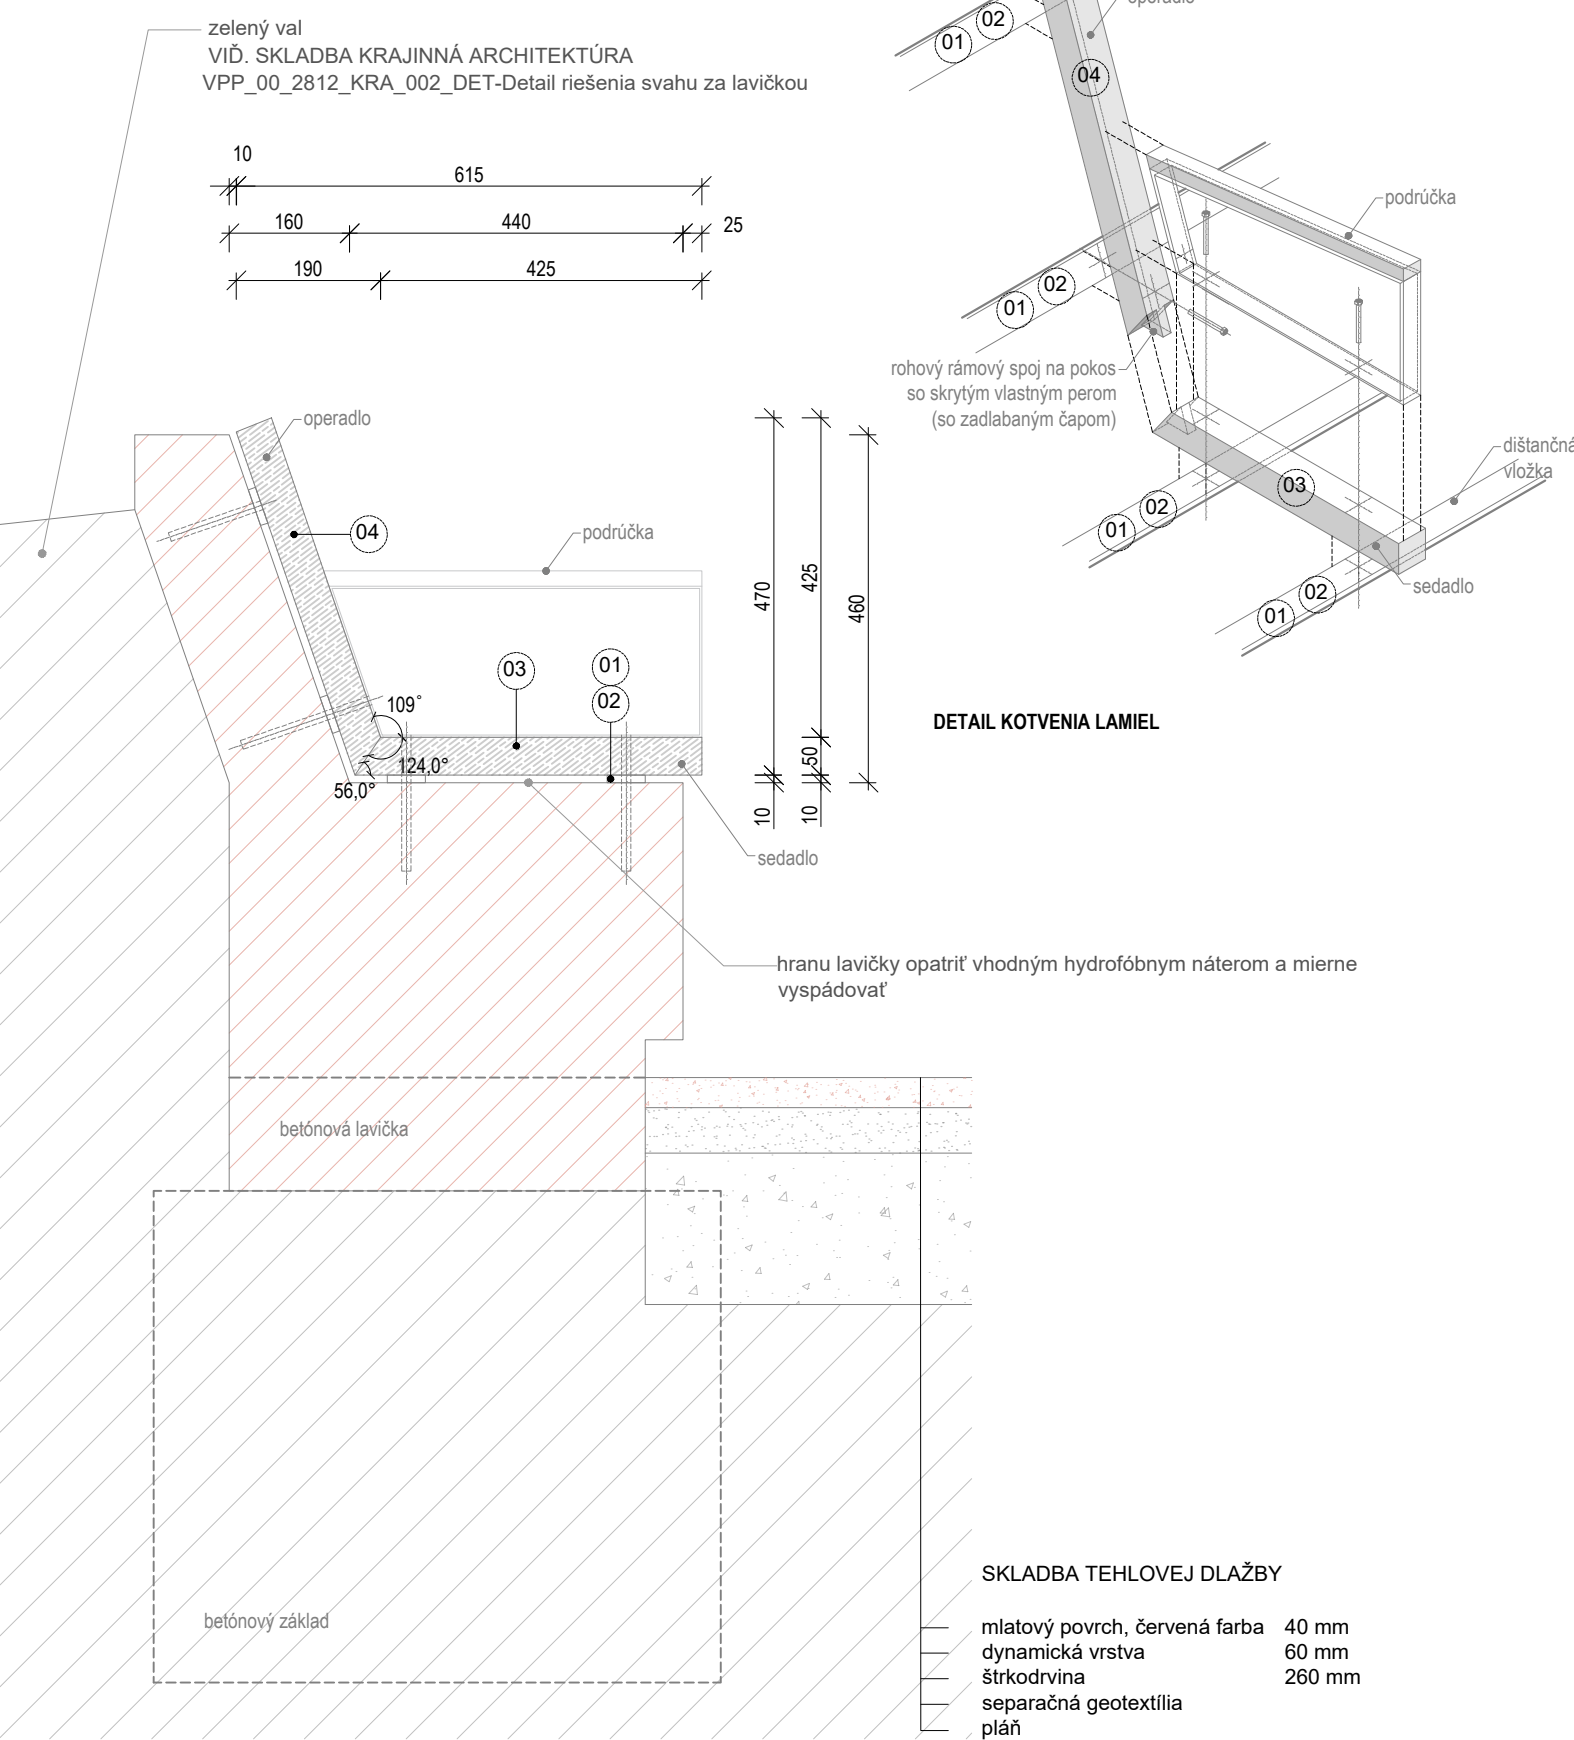 zelený val
VIĎ. SKLADBA KRAJINNÁ ARCHITEKTÚRA
VPP_00_2812_KRA_002_DET-Detail riešenia svahu za lavičkou
10
615
160
440
25
190
425
operadlo
04
podrúčka
03
01
02
109°
124,0°
56,0°
470
425
460
50
10
10
sedadlo
hranu lavičky opatriť vhodným hydrofóbnym náterom a mierne
vyspádovať
betónová lavička
betónový základ
01
02
04
podrúčka
01
02
rohový rámový spoj na pokos
so skrytým vlastným perom
(so zadlabaným čapom)
dištančná
vložka
03
01
02
sedadlo
01
02
DETAIL KOTVENIA LAMIEL
SKLADBA TEHLOVEJ DLAŽBY
mlatový povrch, červená farba 40 mm
dynamická vrstva 60 mm
štrkodrvina 260 mm
separačná geotextília
pláň